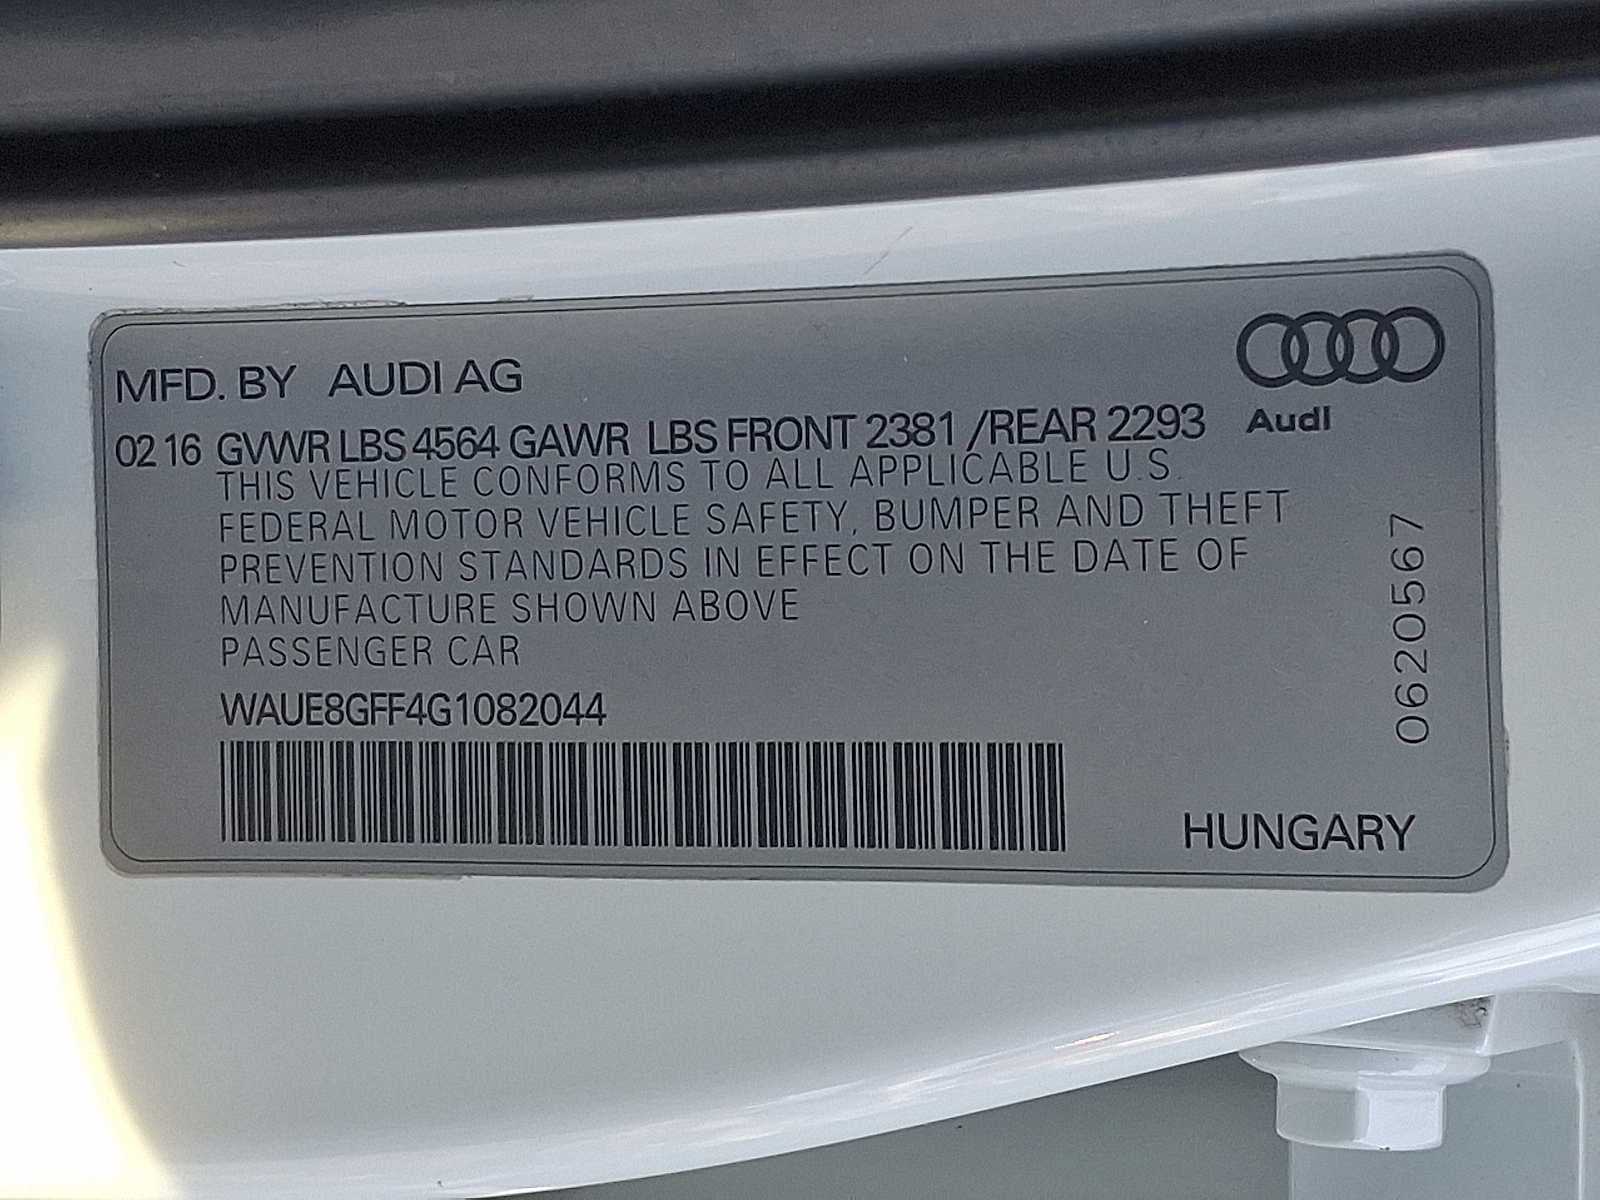 MFD. BY AUDI AG
Audi
02 16 GVWR LBS 4564 GAWR LBS FRONT 2381 /REAR 2293
THIS VEHICLE CONFORMS TO ALL APPLICABLE U.S.
FEDERAL MOTOR VEHICLE SAFETY, BUMPER AND THEFT
PREVENTION STANDARDS IN EFFECT ON THE DATE OF
MANUFACTURE SHOWN ABOVE
PASSENGER CAR
WAUE8GFF4G1082044
0620567
HUNGARY